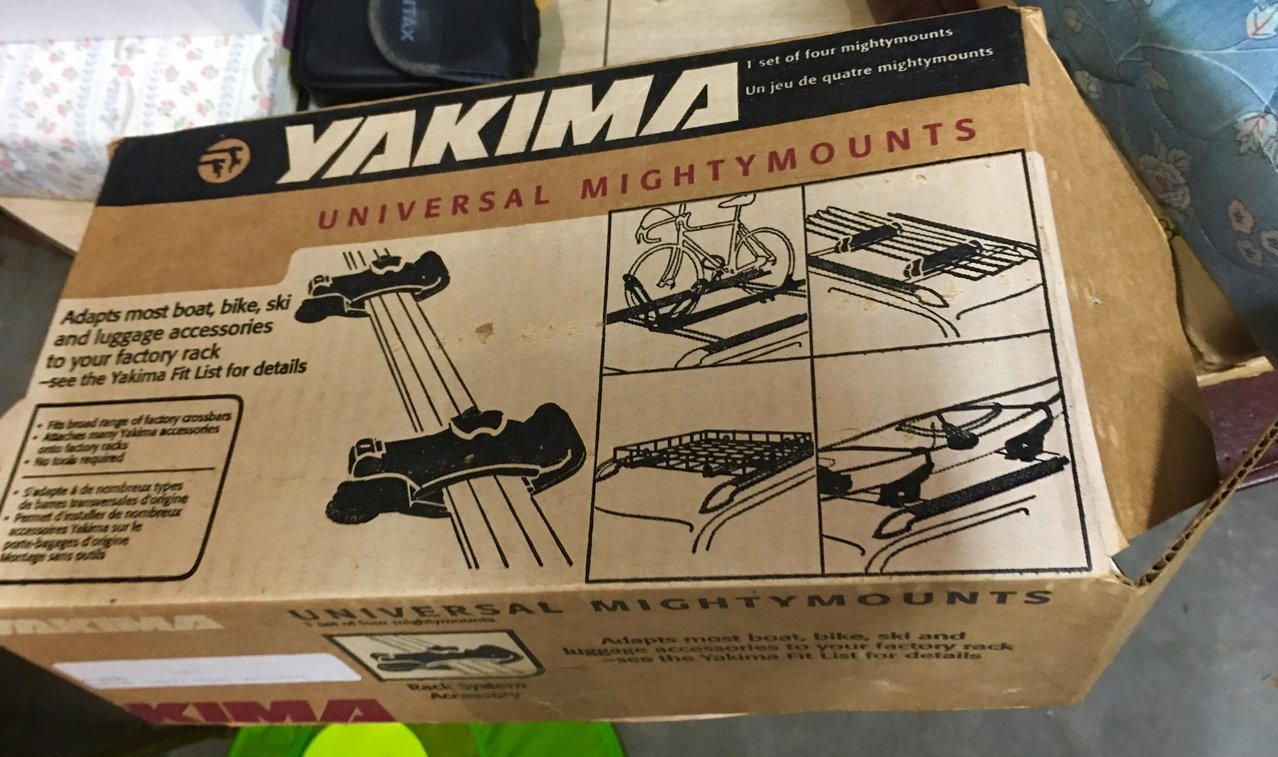 NTAX
YAKIMA
1 set of four mightymounts
Un jeu de quatre mightymounts
UNIVERSAL MIGHTYMOUNTS
Adapts most boat, bike, ski
and luggage accessories
to your factory rack
–see the Yakima Fit List for details
• Fits broad range of factory crossbars
• Attaches many Yakima accessories
onto factory racks
• No tools required
• S'adapte à de nombreux types
de barres transversales d'origine
• Permet d'installer de nombreux
accessoires Yakima sur le
porte-bagages d'origine
Montage sans outils
YAKIMA
UNIVERSAL MIGHTYMOUNTS
1 set of four mightymounts
Adapts most boat, bike, ski and
luggage accessories to your factory rack
–see the Yakima Fit List for details
Rack System
Accessory
KIMA